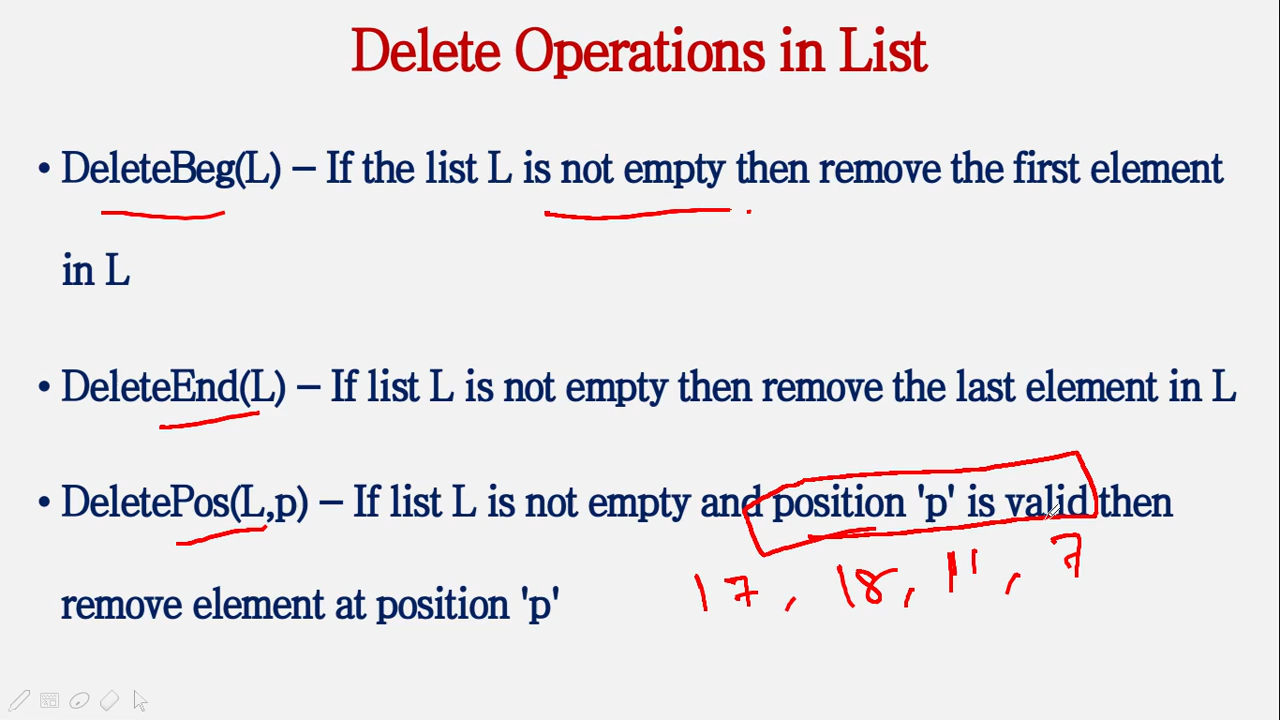 Delete Operations in List
• DeleteBeg(L) – If the list L is not empty then remove the first element
in L
• DeleteEnd(L) – If list L is not empty then remove the last element in L
• DeletePos(L,p) – If list L is not empty and position 'p' is valid then
remove element at position 'p'
17, 18, 11, 7